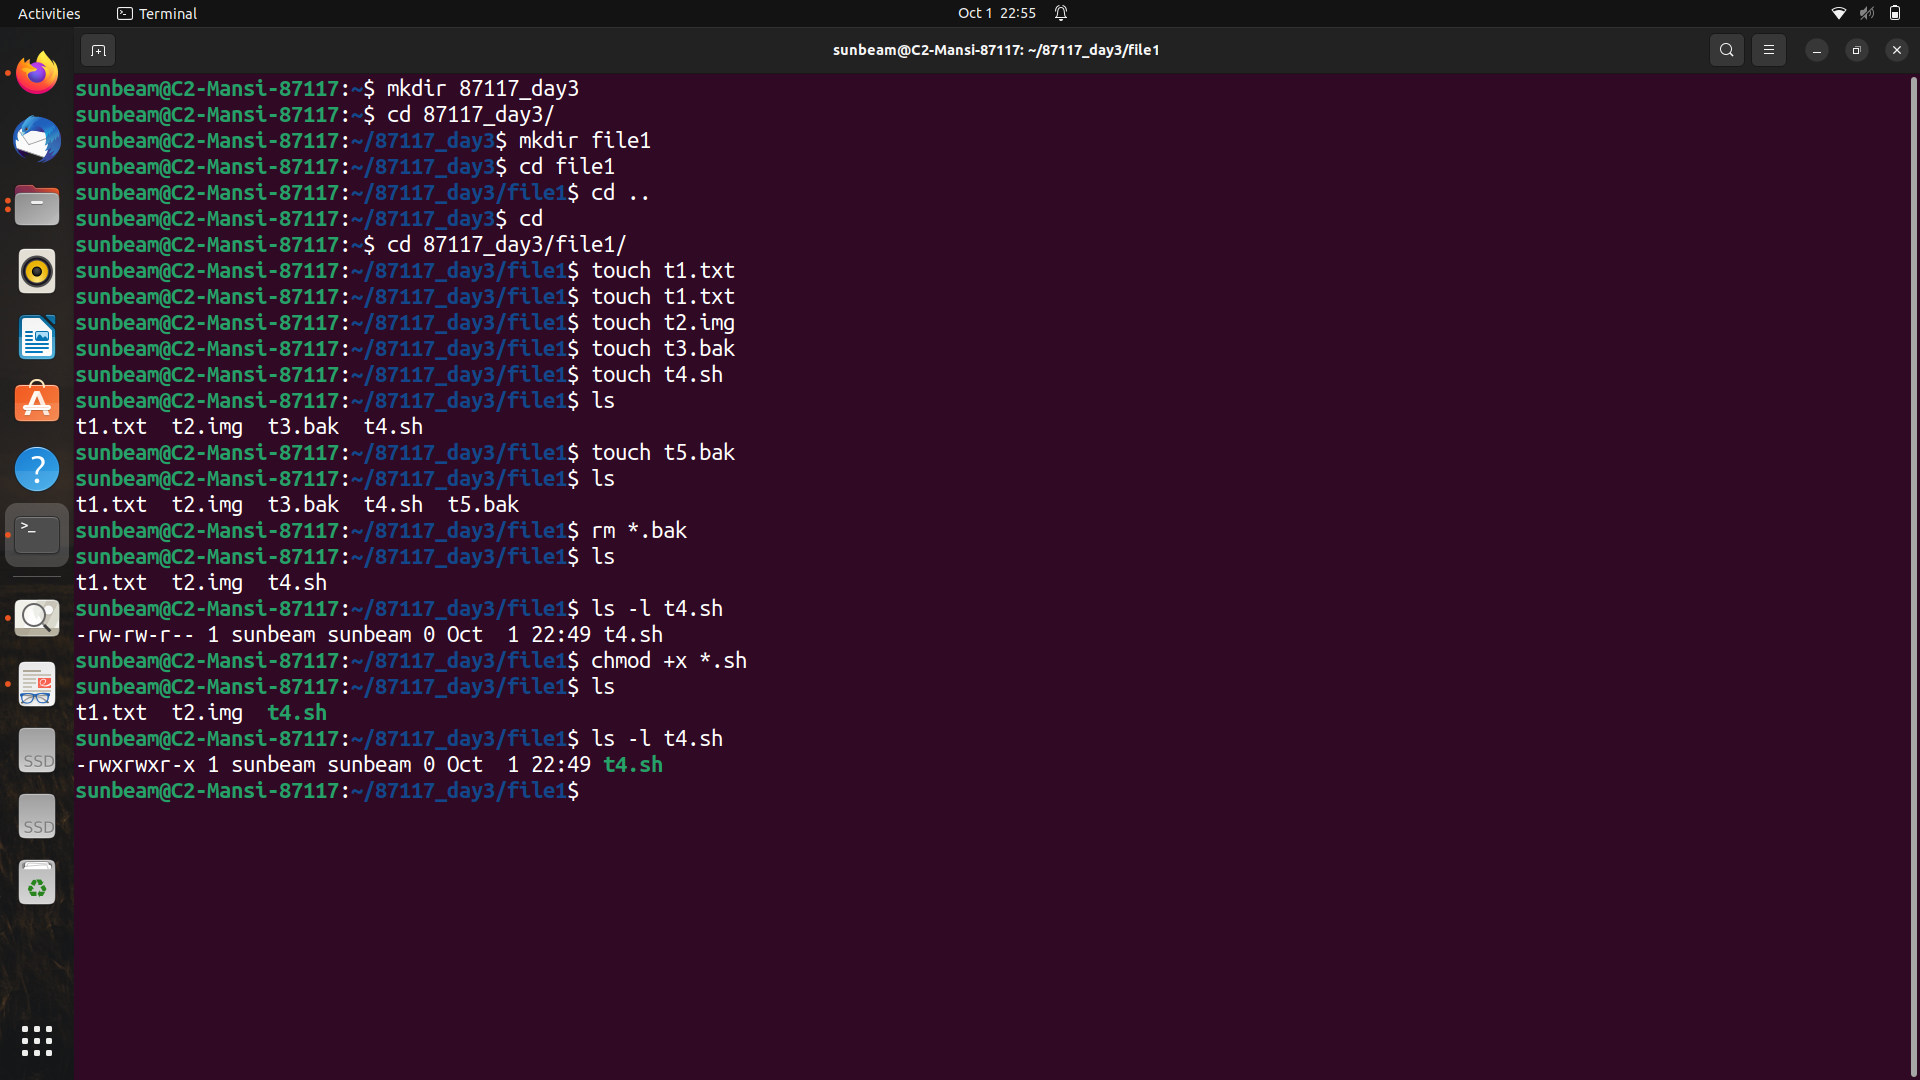 Activities Terminal Oct 1 22:55
sunbeam@C2-Mansi-87117: ~/87117_day3/file1
sunbeam@C2-Mansi-87117:~$ mkdir 87117_day3
sunbeam@C2-Mansi-87117:~$ cd 87117_day3/
sunbeam@C2-Mansi-87117:~/87117_day3$ mkdir file1
sunbeam@C2-Mansi-87117:~/87117_day3$ cd file1
sunbeam@C2-Mansi-87117:~/87117_day3/file1$ cd ..
sunbeam@C2-Mansi-87117:~/87117_day3$ cd
sunbeam@C2-Mansi-87117:~$ cd 87117_day3/file1/
sunbeam@C2-Mansi-87117:~/87117_day3/file1$ touch t1.txt
sunbeam@C2-Mansi-87117:~/87117_day3/file1$ touch t1.txt
sunbeam@C2-Mansi-87117:~/87117_day3/file1$ touch t2.img
sunbeam@C2-Mansi-87117:~/87117_day3/file1$ touch t3.bak
sunbeam@C2-Mansi-87117:~/87117_day3/file1$ touch t4.sh
sunbeam@C2-Mansi-87117:~/87117_day3/file1$ ls
t1.txt  t2.img  t3.bak  t4.sh
sunbeam@C2-Mansi-87117:~/87117_day3/file1$ touch t5.bak
sunbeam@C2-Mansi-87117:~/87117_day3/file1$ ls
t1.txt  t2.img  t3.bak  t4.sh  t5.bak
sunbeam@C2-Mansi-87117:~/87117_day3/file1$ rm *.bak
sunbeam@C2-Mansi-87117:~/87117_day3/file1$ ls
t1.txt  t2.img  t4.sh
sunbeam@C2-Mansi-87117:~/87117_day3/file1$ ls -l t4.sh
-rw-rw-r-- 1 sunbeam sunbeam 0 Oct  1 22:49 t4.sh
sunbeam@C2-Mansi-87117:~/87117_day3/file1$ chmod +x *.sh
sunbeam@C2-Mansi-87117:~/87117_day3/file1$ ls
t1.txt  t2.img  t4.sh
sunbeam@C2-Mansi-87117:~/87117_day3/file1$ ls -l t4.sh
-rwxrwxr-x 1 sunbeam sunbeam 0 Oct  1 22:49 t4.sh
sunbeam@C2-Mansi-87117:~/87117_day3/file1$
SSD
SSD